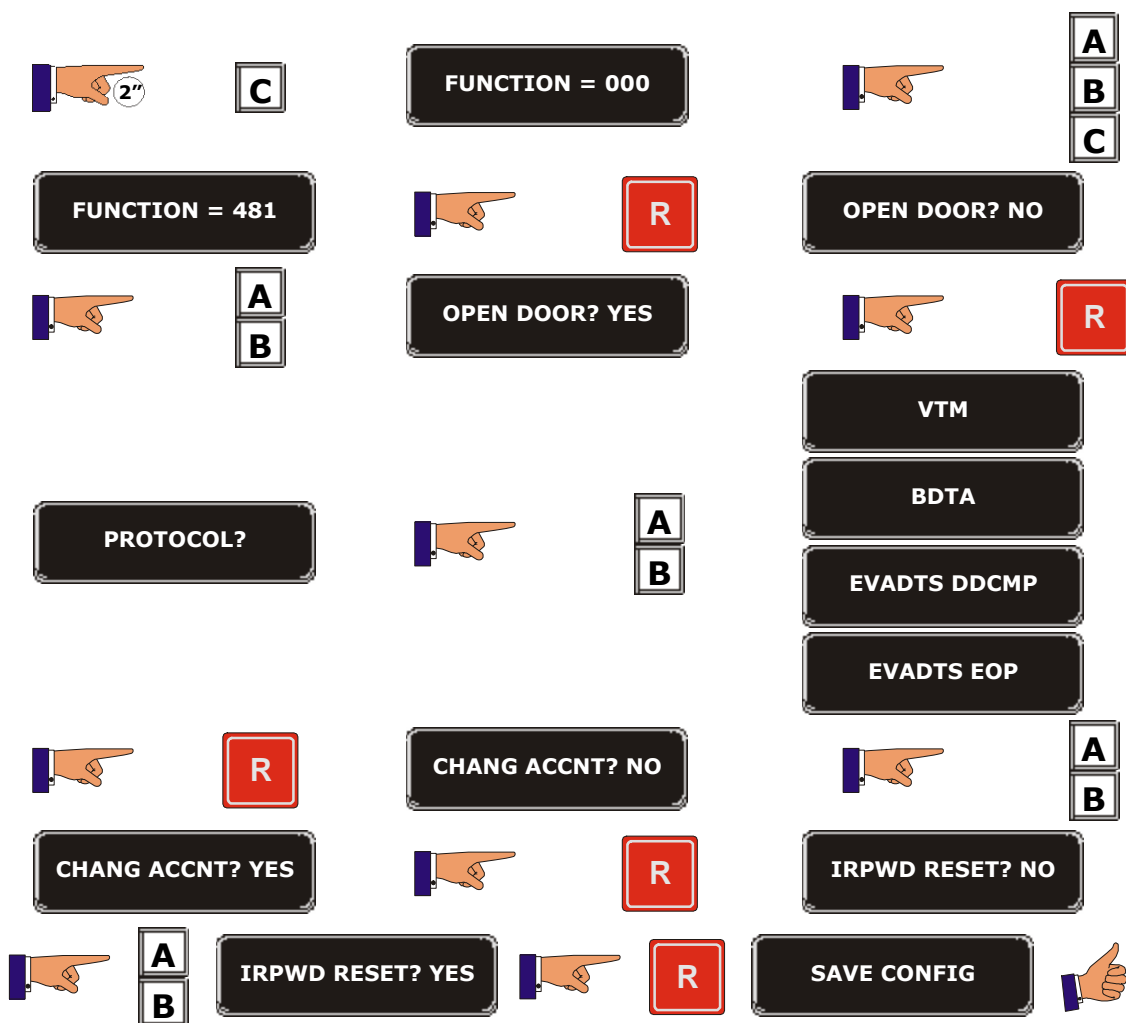 2”
C
FUNCTION = 000
A
B
C
FUNCTION = 481
R
OPEN DOOR? NO
A
B
OPEN DOOR? YES
R
PROTOCOL?
A
B
VTM
BDTA
EVADTS DDCMP
EVADTS EOP
R
CHANG ACCNT? NO
A
B
CHANG ACCNT? YES
R
IRPWD RESET? NO
A
B
IRPWD RESET? YES
R
SAVE CONFIG